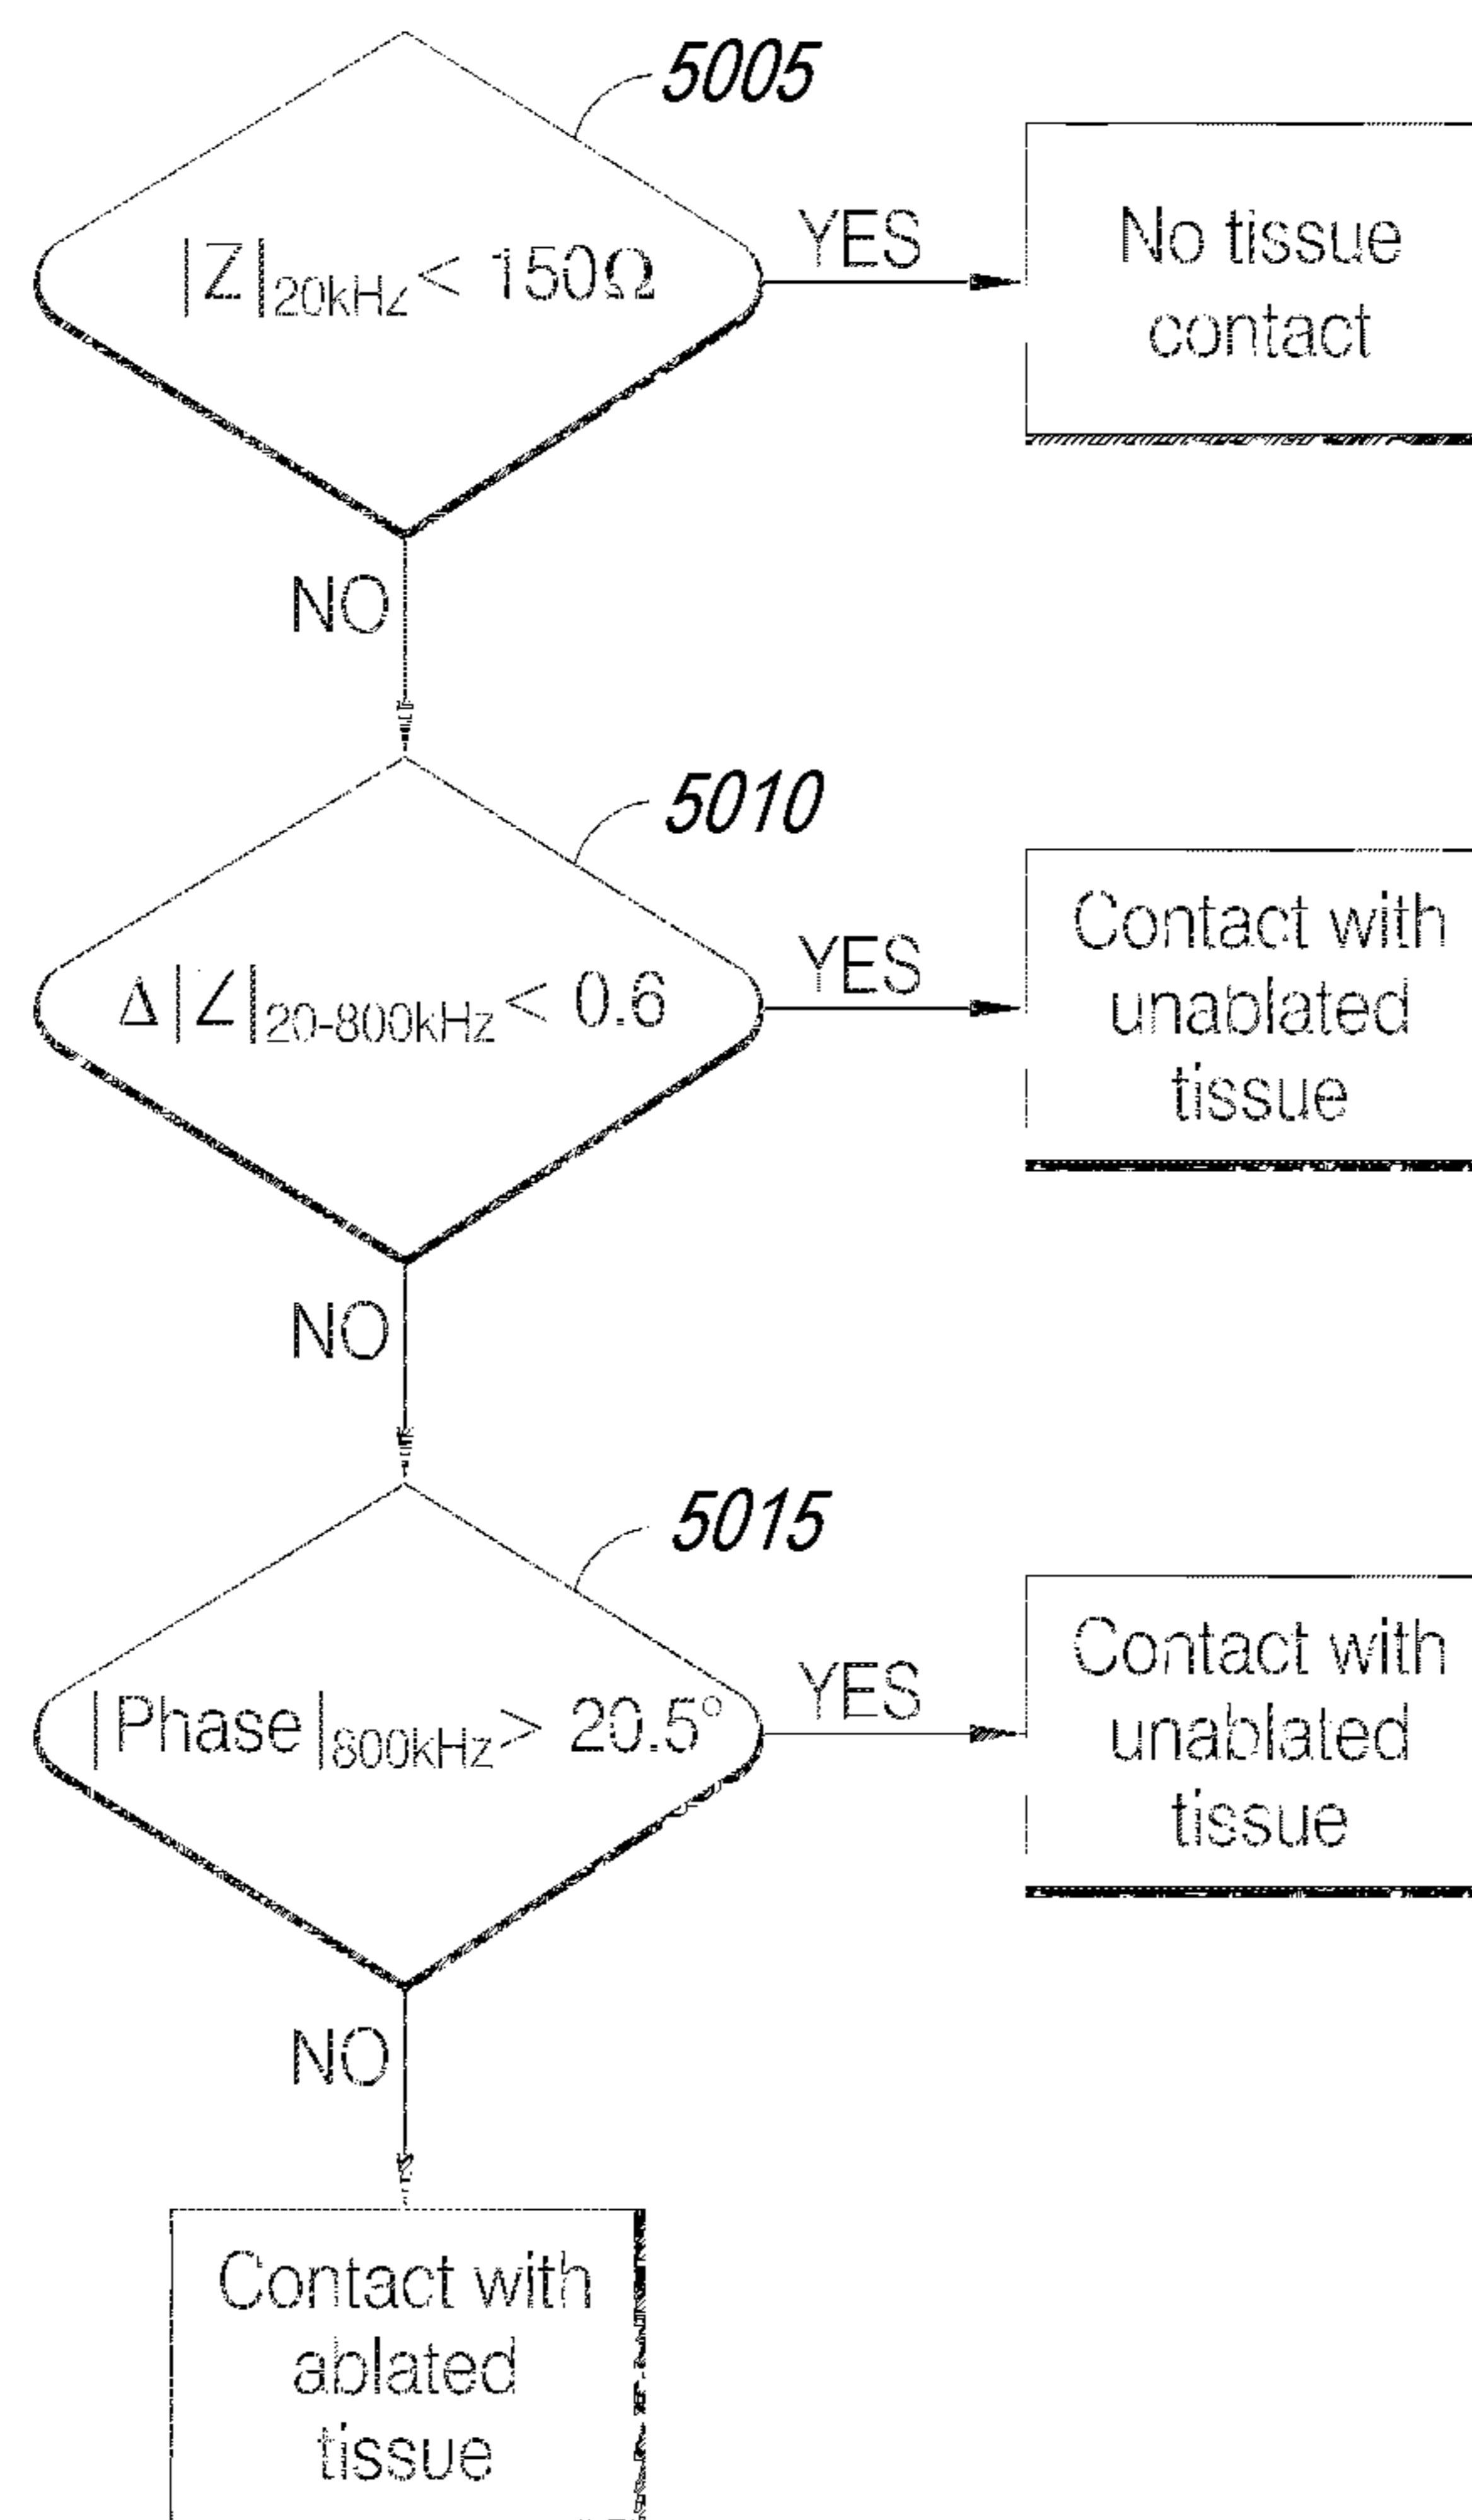 5005
|Z|20kHz < 150Ω
YES
No tissue
contact
NO
5010
Δ|Z|20-800kHz < 0.6
YES
Contact with
unablated
tissue
NO
5015
|Phase|800kHz > 20.5°
YES
Contact with
unablated
tissue
NO
Contact with
ablated
tissue